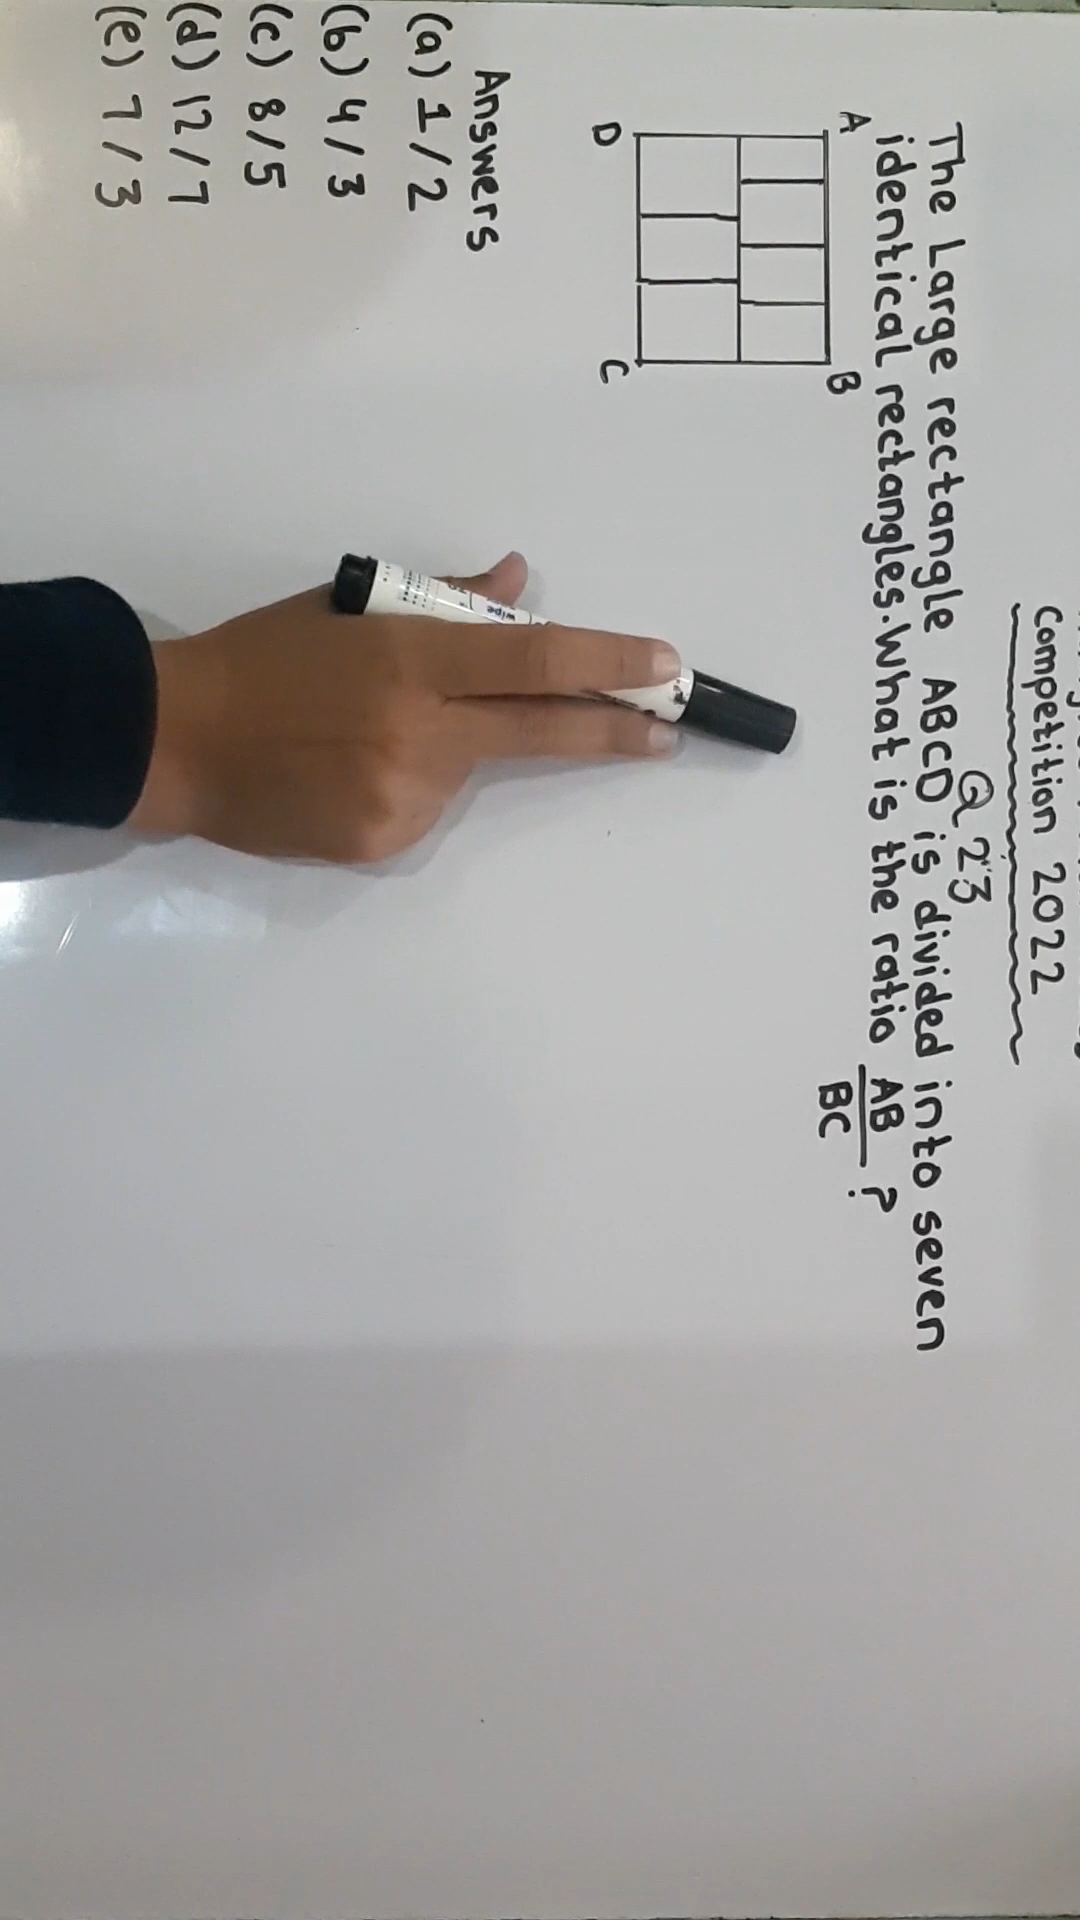 Competition 2022
Q 23
The Large rectangle ABCD is divided into seven
identical rectangles. What is the ratio AB
BC ?
A
B
D
C
Answers
(a) 1/2
(b) 4/3
(c) 8/5
(d) 12/7
(e) 7/3
wipe